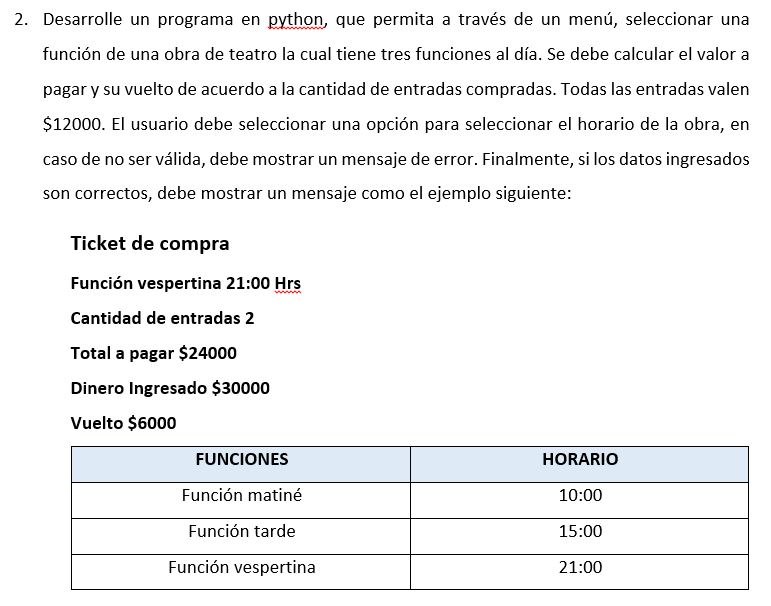 2. Desarrolle un programa en python, que permita a través de un menú, seleccionar una
función de una obra de teatro la cual tiene tres funciones al día. Se debe calcular el valor a
pagar y su vuelto de acuerdo a la cantidad de entradas compradas. Todas las entradas valen
$12000. El usuario debe seleccionar una opción para seleccionar el horario de la obra, en
caso de no ser válida, debe mostrar un mensaje de error. Finalmente, si los datos ingresados
son correctos, debe mostrar un mensaje como el ejemplo siguiente:
Ticket de compra
Función vespertina 21:00 Hrs
Cantidad de entradas 2
Total a pagar $24000
Dinero Ingresado $30000
Vuelto $6000
FUNCIONES HORARIO
Función matiné 10:00
Función tarde 15:00
Función vespertina 21:00